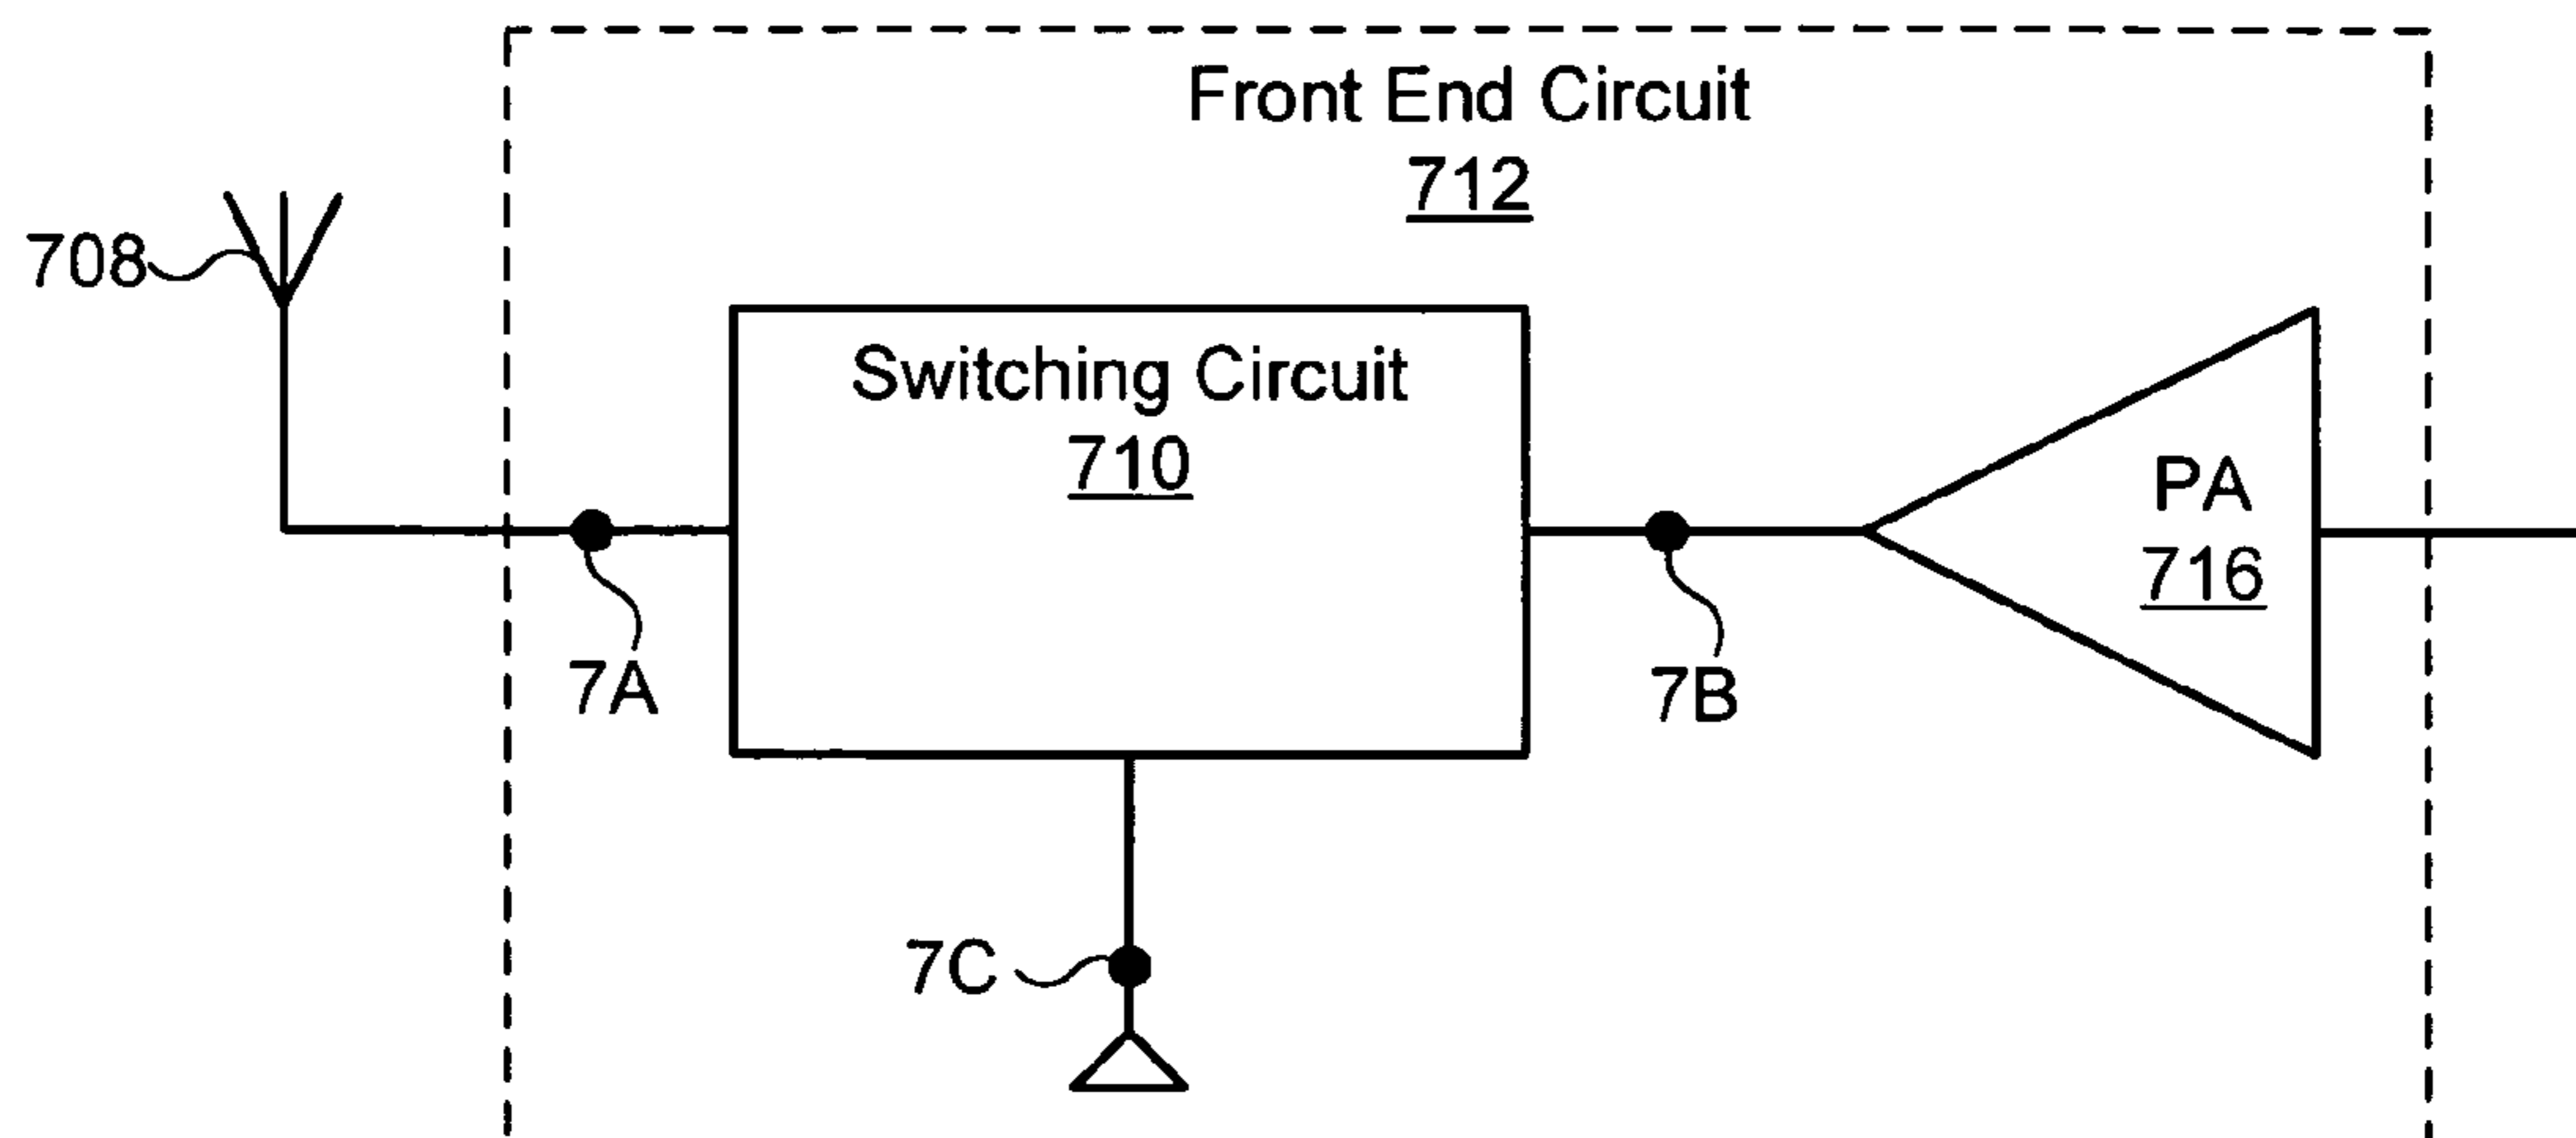 Front End Circuit
712
708
Switching Circuit
710
PA
716
7A
7B
7C